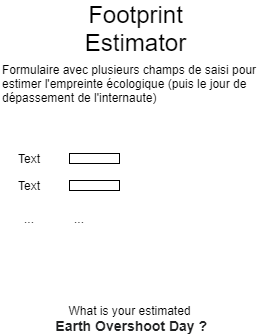 Footprint
Estimator
Formulaire avec plusieurs champs de saisi pour
estimer l'empreinte écologique (puis le jour de
dépassement de l'internaute)
Text
Text
... ...
What is your estimated
Earth Overshoot Day ?